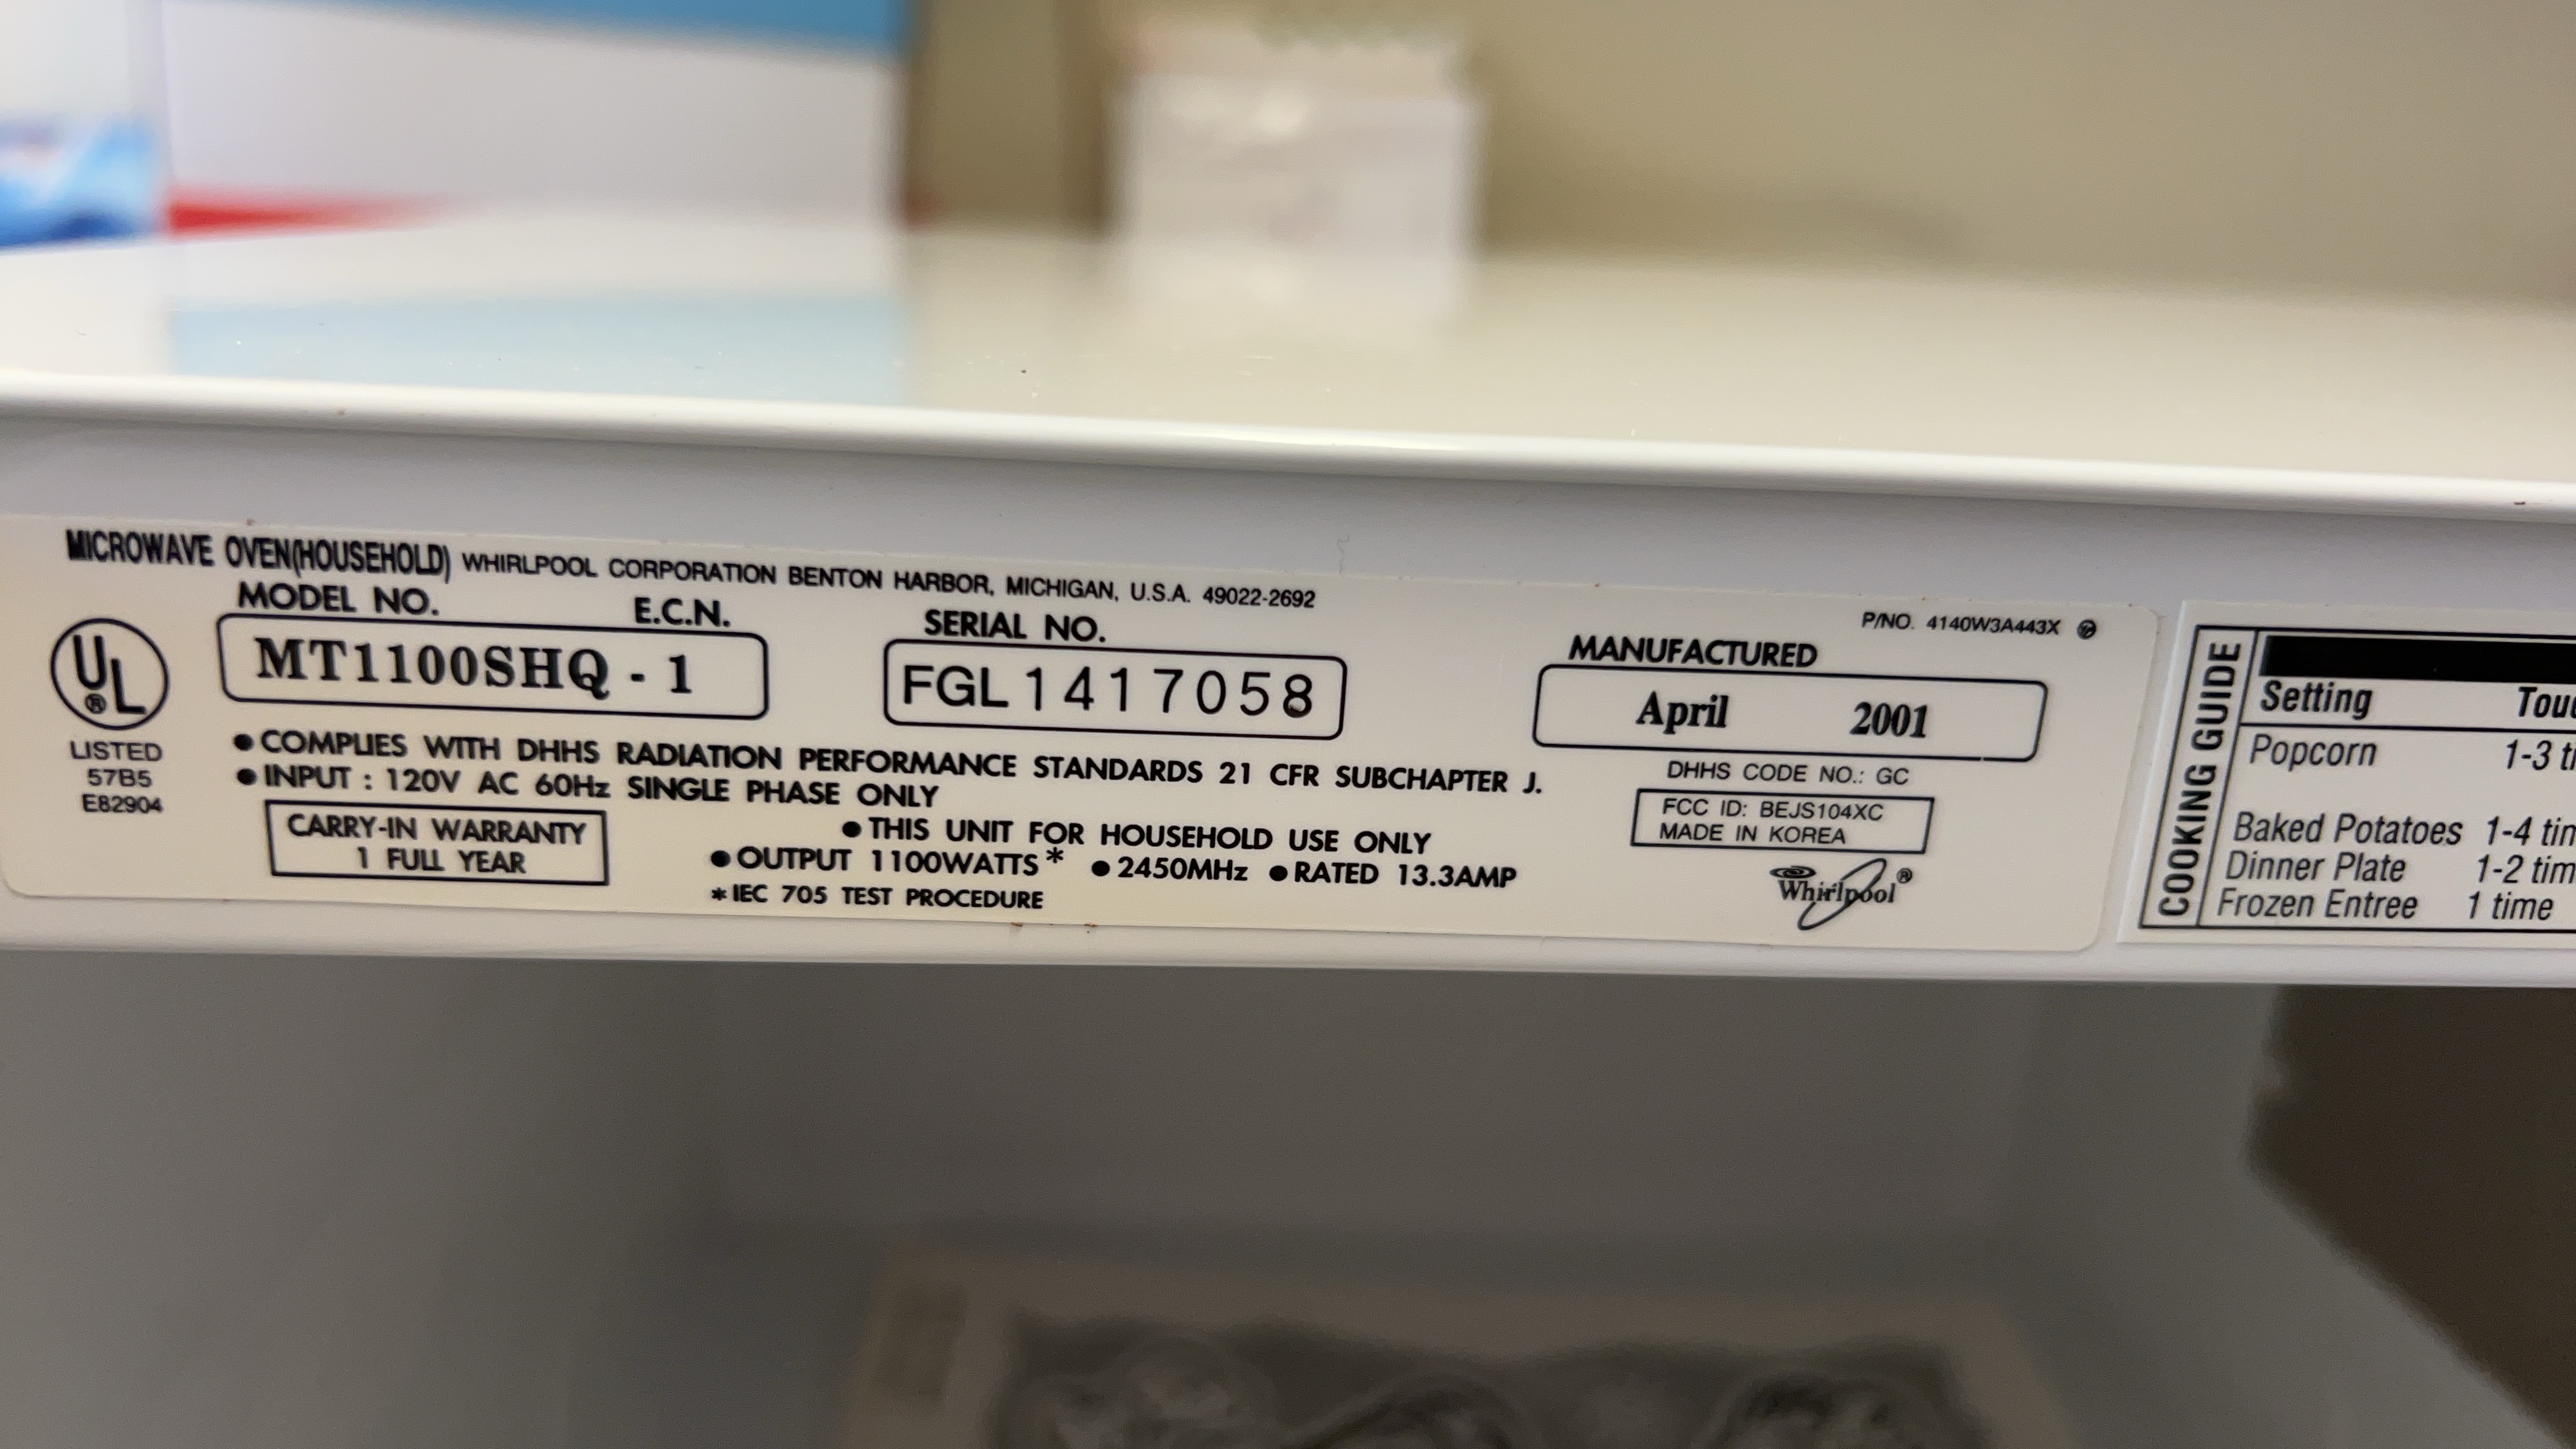 MICROWAVE OVEN(HOUSEHOLD) WHIRLPOOL CORPORATION BENTON HARBOR, MICHIGAN, U.S.A. 49022-2692
MODEL NO. E.C.N.
MT1100SHQ - 1
SERIAL NO.
FGL1417058
P/NO. 4140W3A443X
MANUFACTURED
April 2001
UL ®
LISTED
57B5
E82904
● COMPLIES WITH DHHS RADIATION PERFORMANCE STANDARDS 21 CFR SUBCHAPTER J.
● INPUT : 120V AC 60Hz SINGLE PHASE ONLY
CARRY-IN WARRANTY
1 FULL YEAR
● THIS UNIT FOR HOUSEHOLD USE ONLY
● OUTPUT 1100WATTS* ● 2450MHz ● RATED 13.3AMP
*IEC 705 TEST PROCEDURE
DHHS CODE NO.: GC
FCC ID: BEJS104XC
MADE IN KOREA
Whirlpool®
COOKING GUIDE
Setting
Popcorn 1-3
Baked Potatoes 1-4
Dinner Plate 1-2
Frozen Entree 1 time